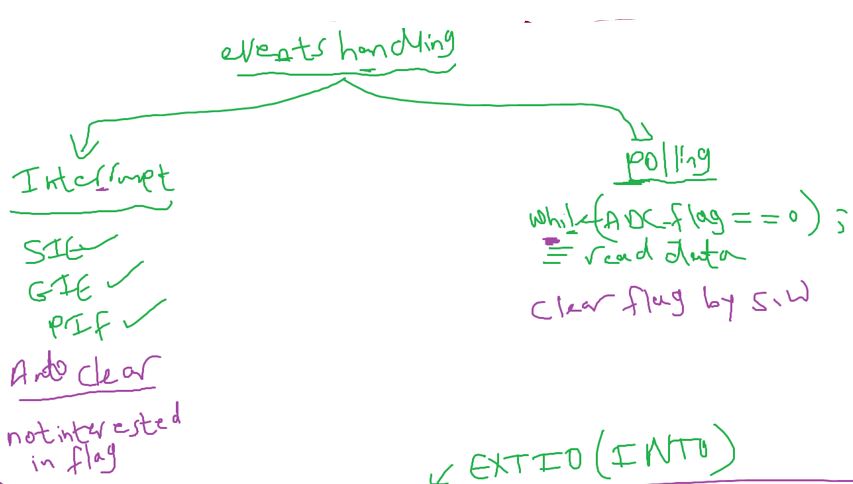 events handling
Interrupt
SIE
GIE
PIF
Auto clear
not interested
in flag
polling
while(ADC_flag == 0);
= read data
clear flag by S.W
EXTI0 (INT0)